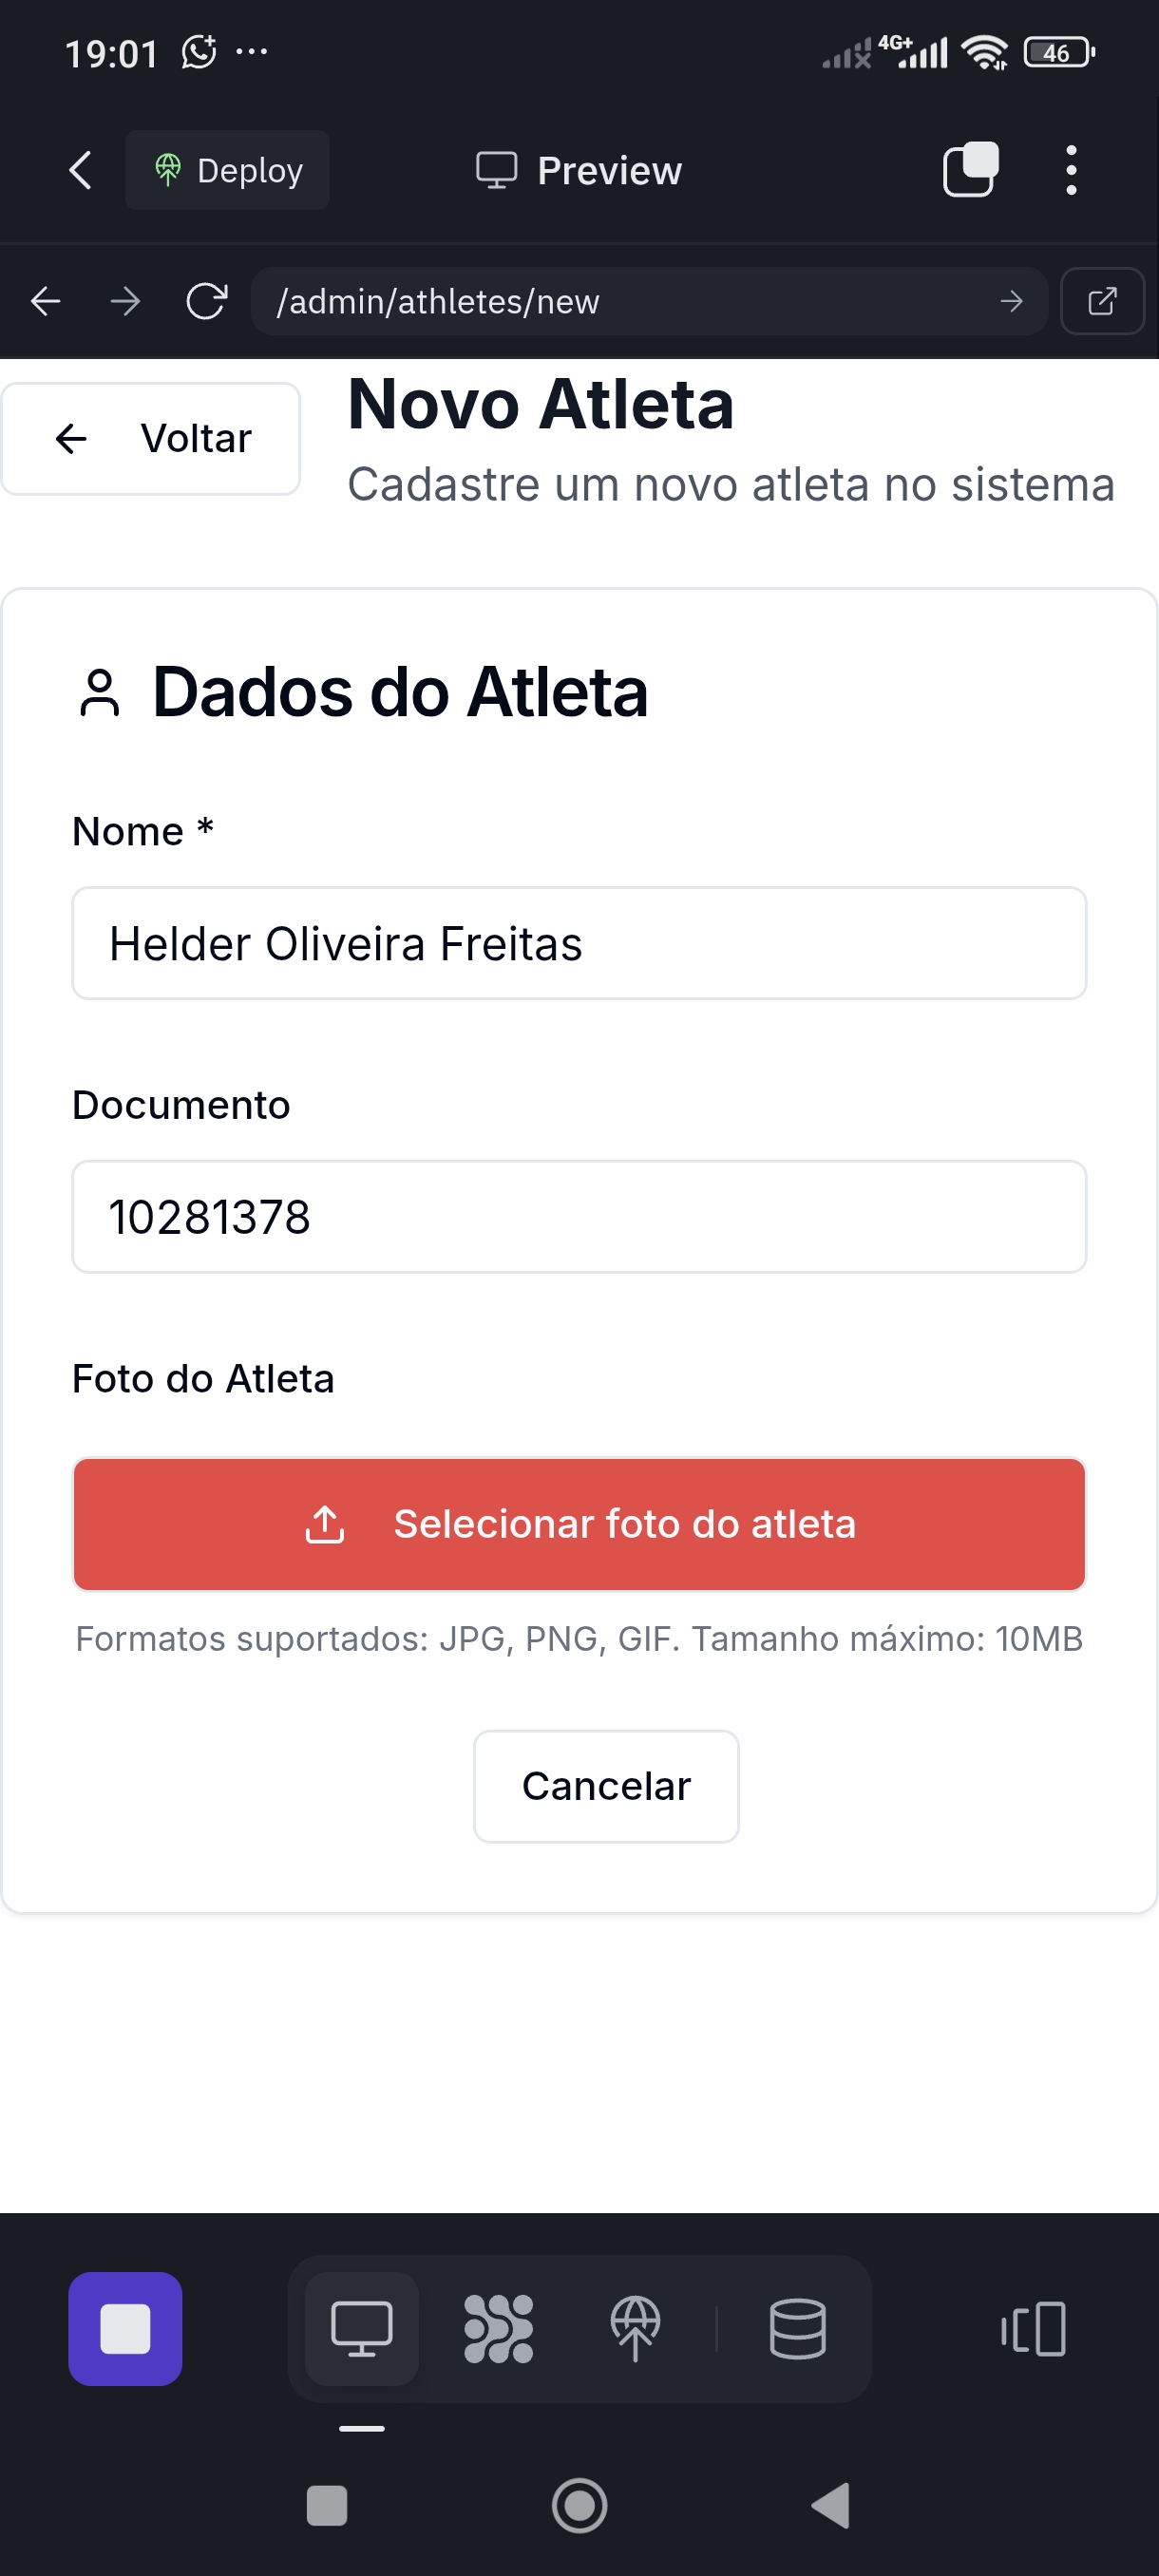 19:01
4G+
46
Deploy
Preview
/admin/athletes/new
Voltar
Novo Atleta
Cadastre um novo atleta no sistema
Dados do Atleta
Nome *
Helder Oliveira Freitas
Documento
10281378
Foto do Atleta
Selecionar foto do atleta
Formatos suportados: JPG, PNG, GIF. Tamanho máximo: 10MB
Cancelar